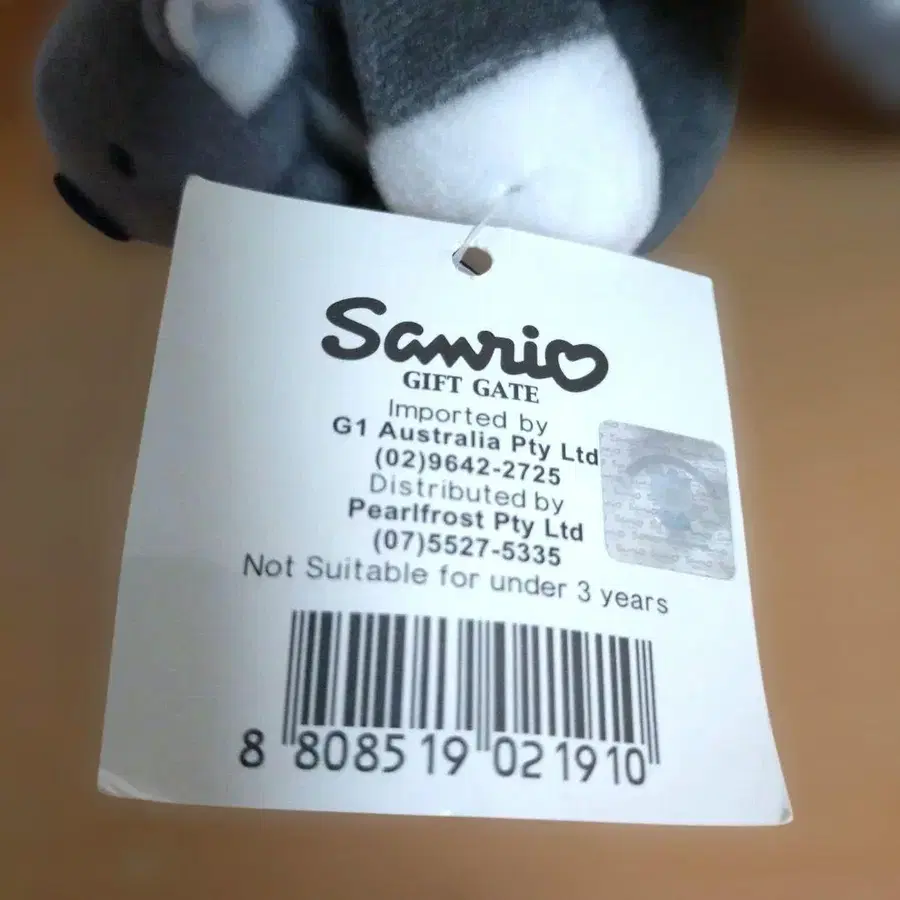 Sanrio
GIFT GATE
Imported by
G1 Australia Pty Ltd
(02)9642-2725
Distributed by
Pearlfrost Pty Ltd
(07)5527-5335
Not Suitable for under 3 years
8 808519 021910